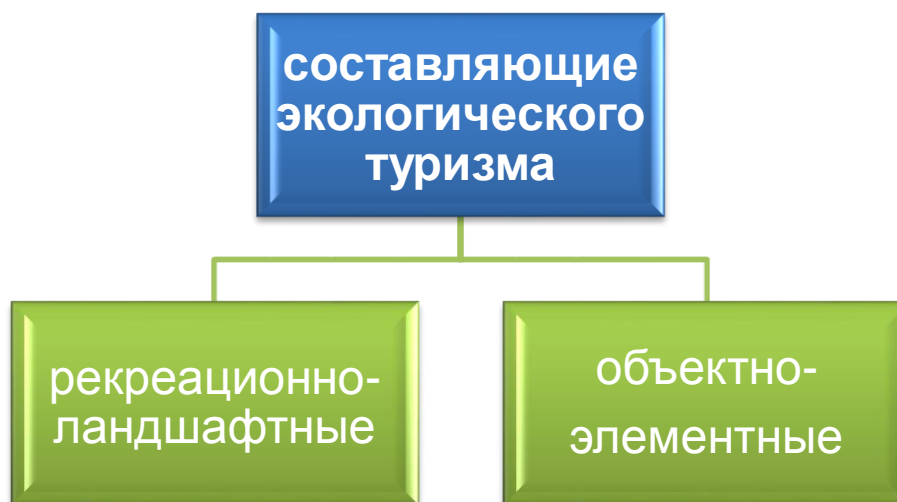 составляющие
экологического
туризма
рекреационно-
ландшафтные
объектно-
элементные